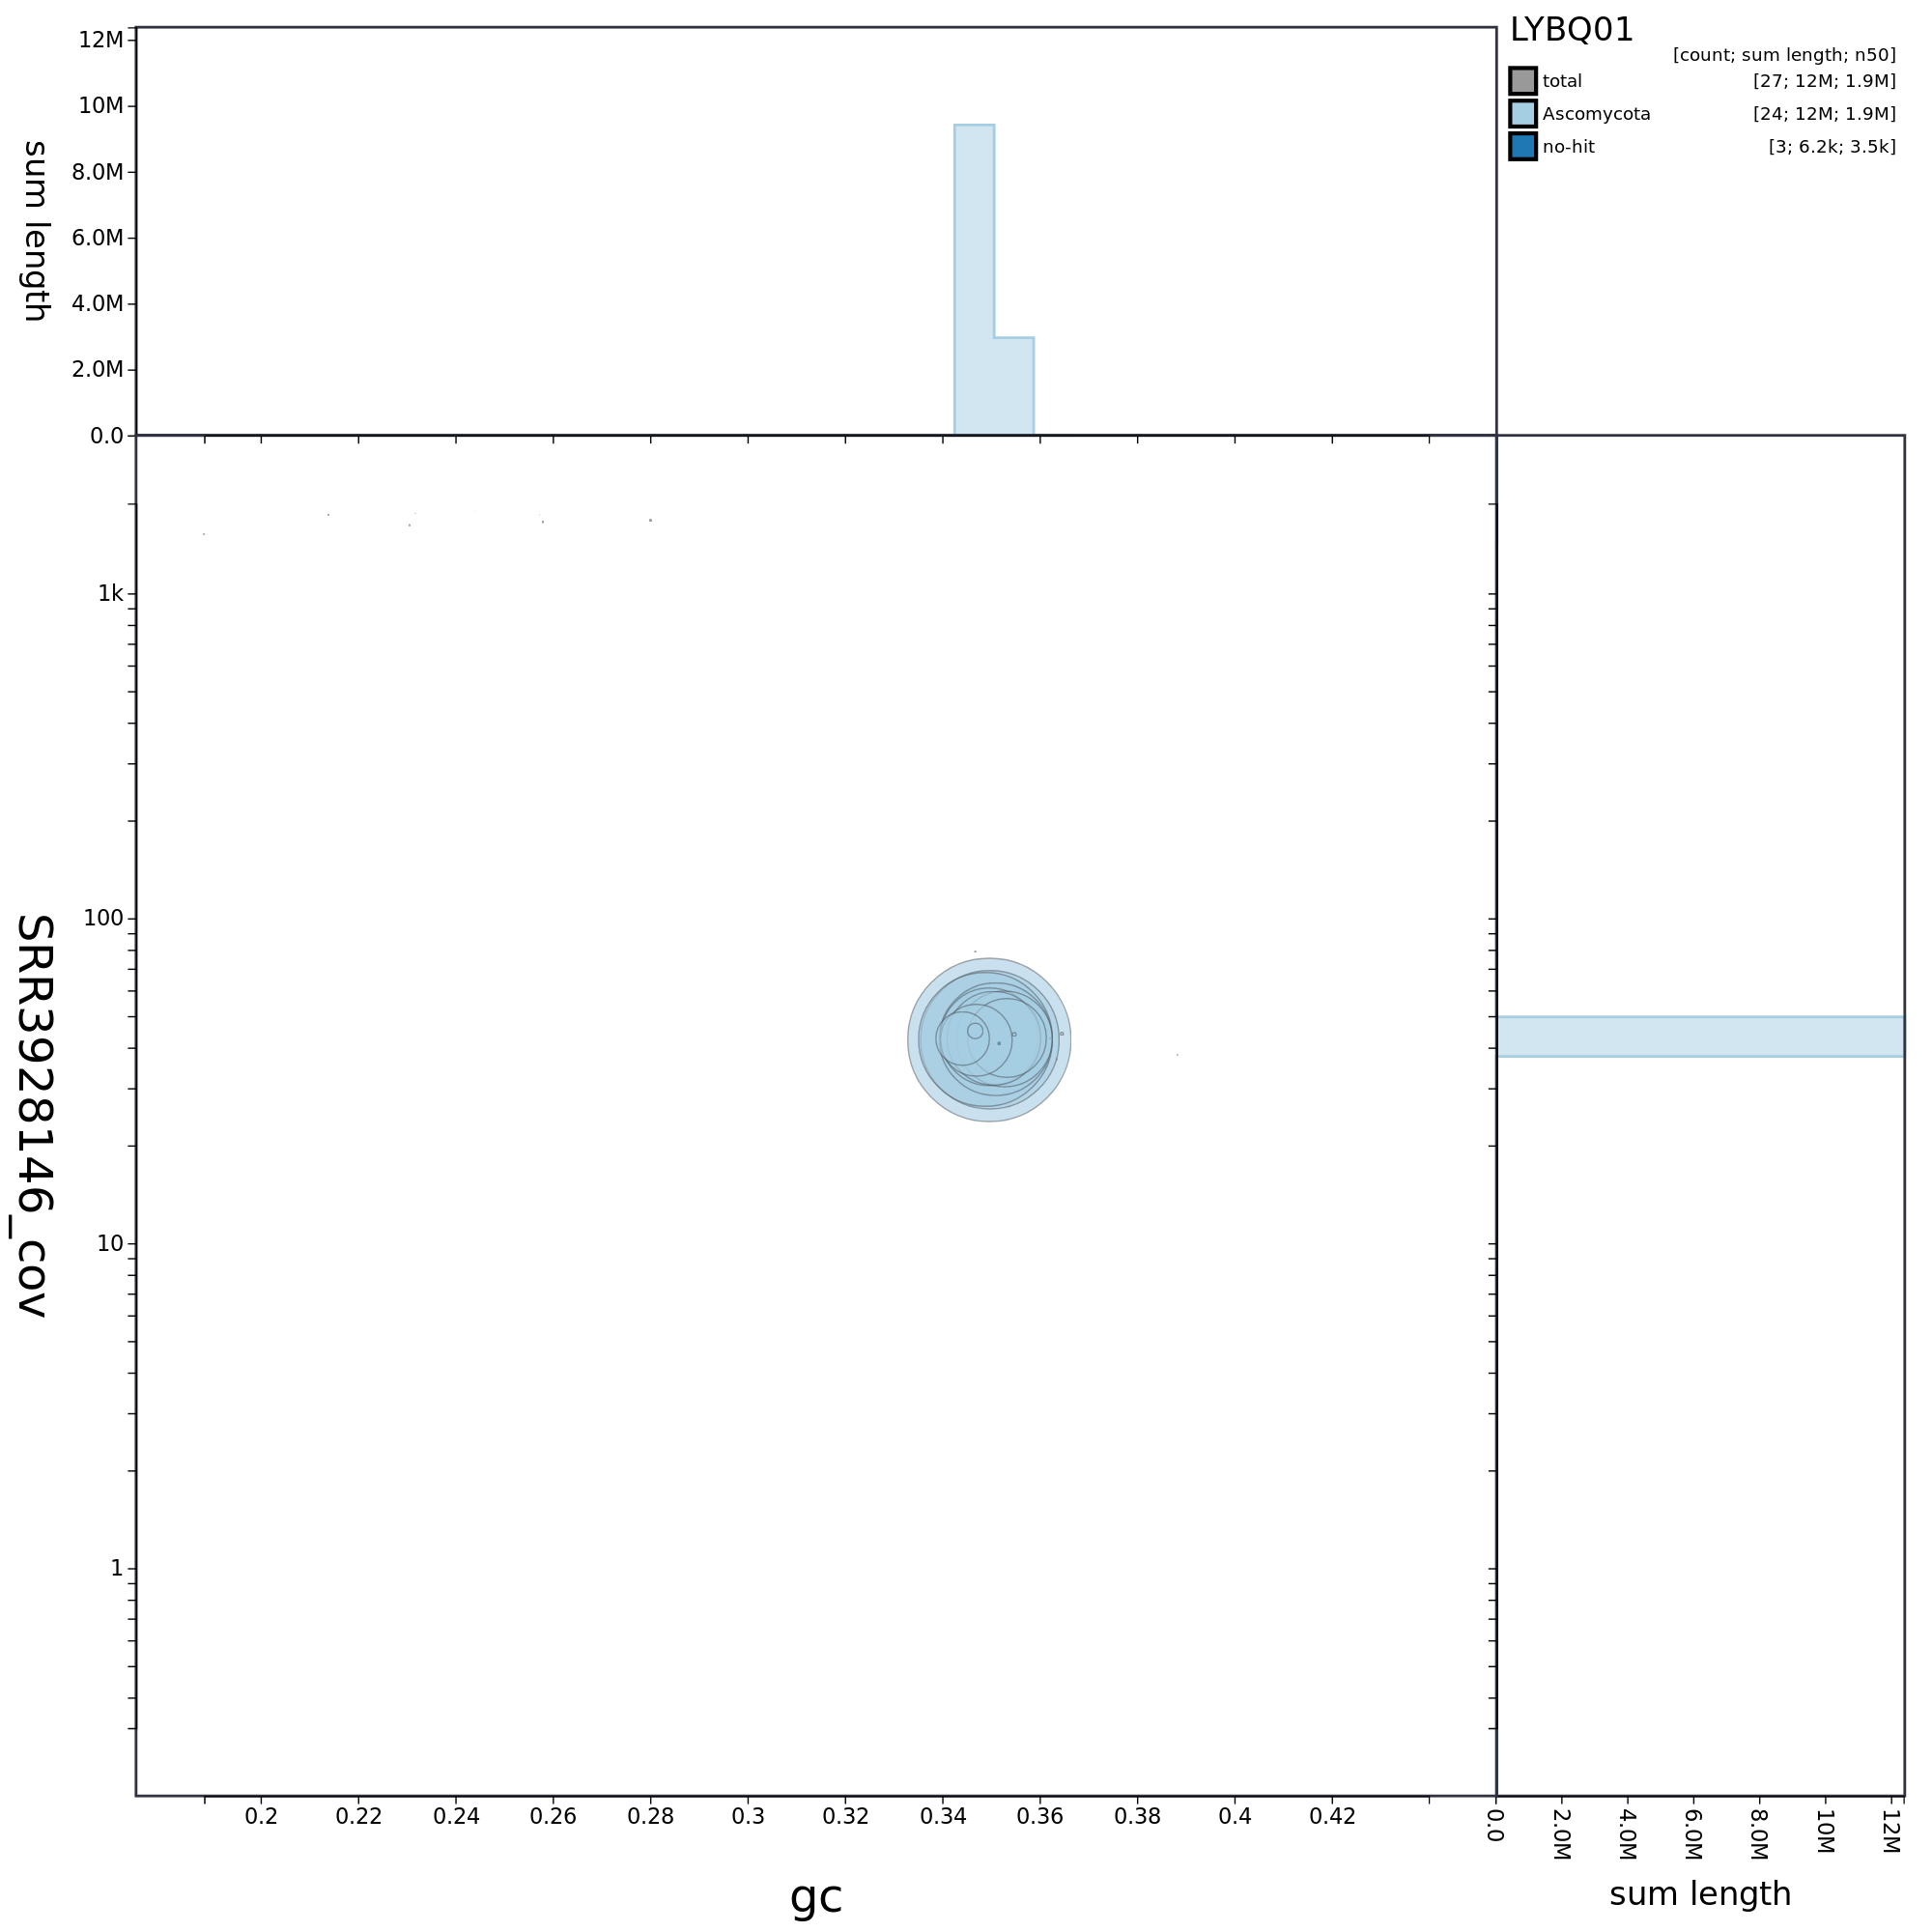 LYBQ01
[count; sum length; n50]
total [27; 12M; 1.9M]
Ascomycota [24; 12M; 1.9M]
no-hit [3; 6.2k; 3.5k]
sum length
12M
10M
8.0M
6.0M
4.0M
2.0M
0.0
SRR3928146_cov
1k
100
10
1
0.2 0.22 0.24 0.26 0.28 0.3 0.32 0.34 0.36 0.38 0.4 0.42
gc
0.0 2.0M 4.0M 6.0M 8.0M 10M 12M
sum length